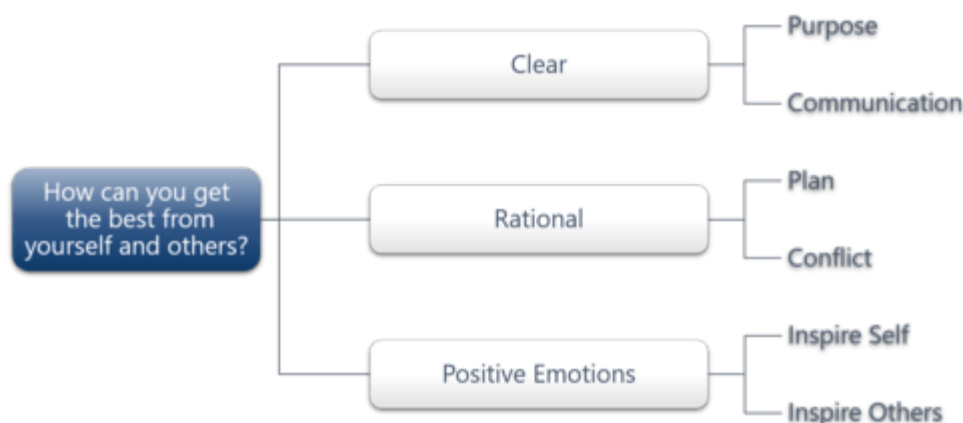 How can you get
the best from
yourself and others?
Clear
Purpose
Communication
Rational
Plan
Conflict
Positive Emotions
Inspire Self
Inspire Others